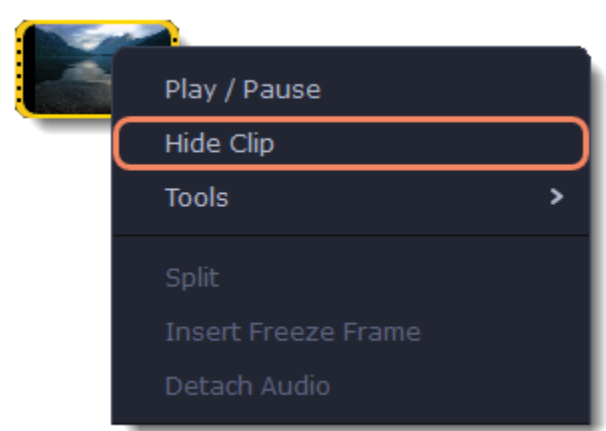 Play / Pause
Hide Clip
Tools
Split
Insert Freeze Frame
Detach Audio